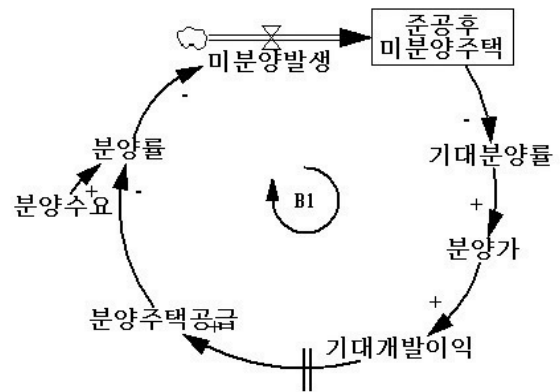 준공후
미분양주택
미분양발생
-
-
분양률
기대분양률
+
-
분양수요
B1
+
분양가
+
분양주택공급
+
기대개발이익